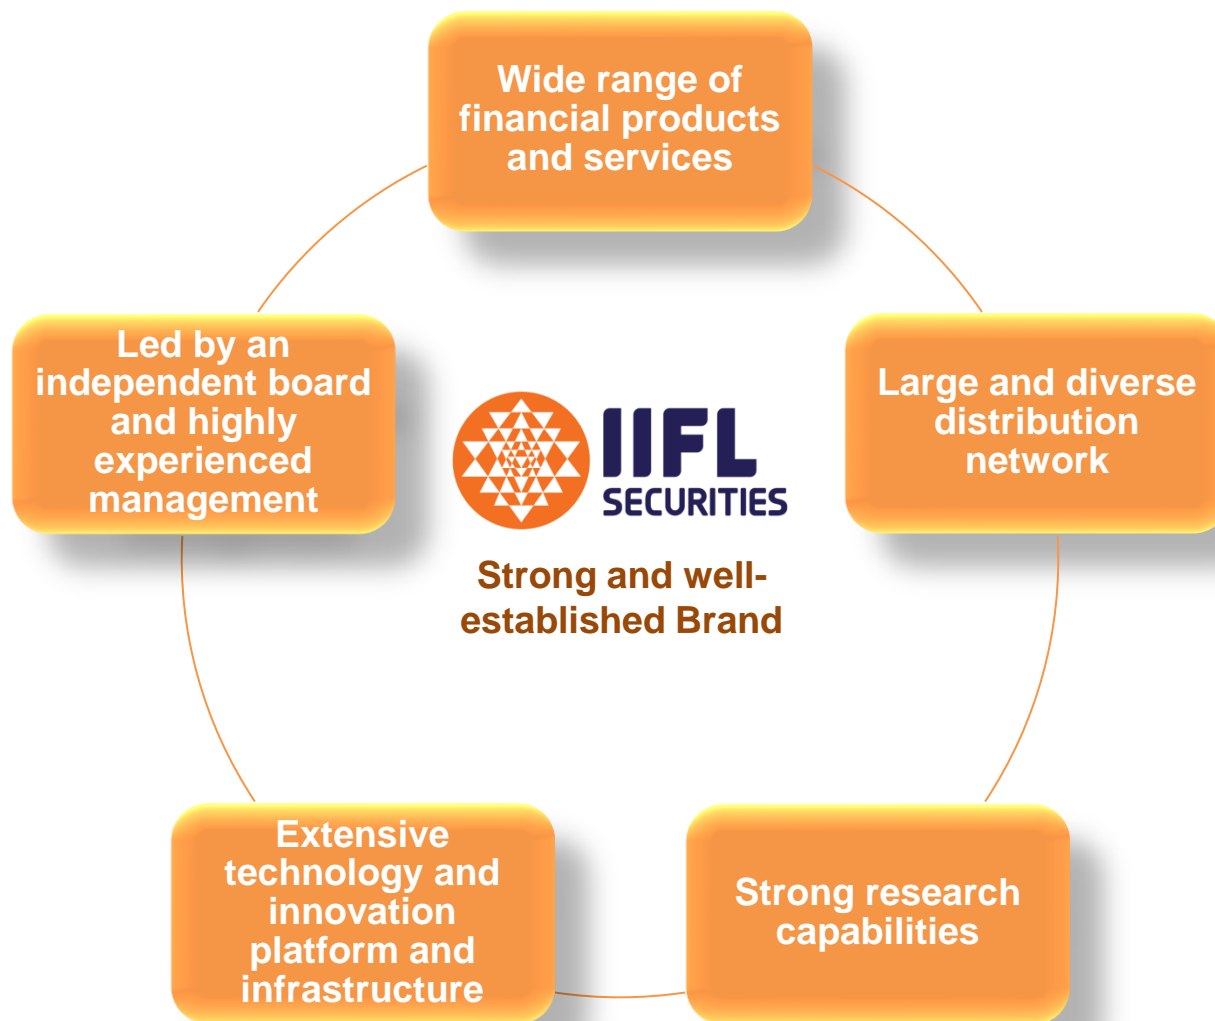 Wide range of
financial products
and services
Led by an
independent board
and highly
experienced
management
Large and diverse
distribution
network
IIFL
SECURITIES
Strong and well-
established Brand
Extensive
technology and
innovation
platform and
infrastructure
Strong research
capabilities